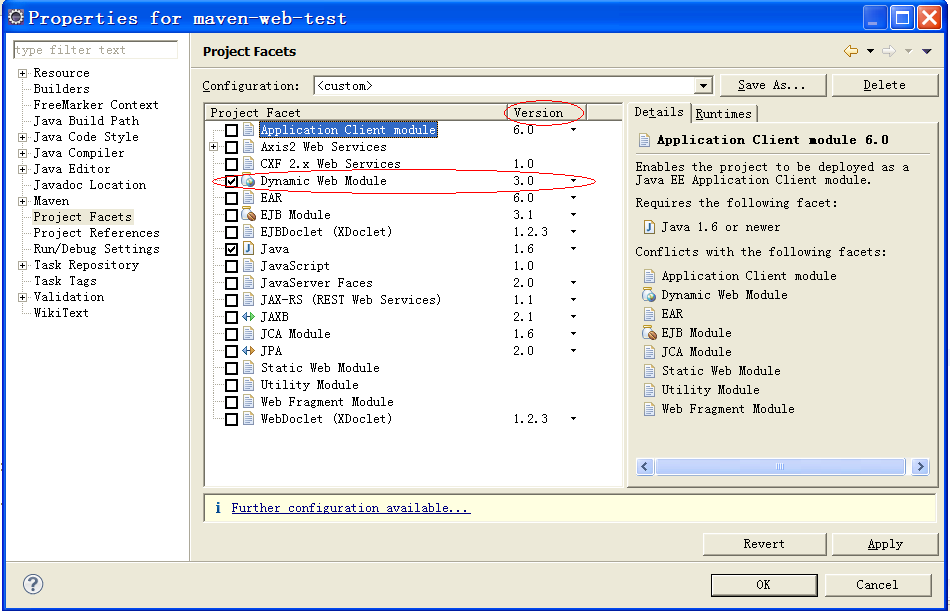 Properties for maven-web-test
type filter text
Resource
Builders
FreeMarker Context
Java Build Path
Java Code Style
Java Compiler
Java Editor
Javadoc Location
Maven
Project Facets
Project References
Run/Debug Settings
Task Repository
Task Tags
Validation
WikiText
Project Facets
Configuration: <custom> Save As... Delete
Project Facet Version
Application Client module 6.0
Axis2 Web Services
CXF 2.x Web Services 1.0
Dynamic Web Module 3.0
EAR 6.0
EJB Module 3.1
EJBDoclet (XDoclet) 1.2.3
Java 1.6
JavaScript 1.0
JavaServer Faces 2.0
JAX-RS (REST Web Services) 1.1
JAXB 2.1
JCA Module 1.6
JPA 2.0
Static Web Module
Utility Module
Web Fragment Module
WebDoclet (XDoclet) 1.2.3
Details Runtimes
Application Client module 6.0
Enables the project to be deployed as a
Java EE Application Client module.
Requires the following facet:
Java 1.6 or newer
Conflicts with the following facets:
Application Client module
Dynamic Web Module
EAR
EJB Module
JCA Module
Static Web Module
Utility Module
Web Fragment Module
i Further configuration available...
Revert Apply
? OK Cancel